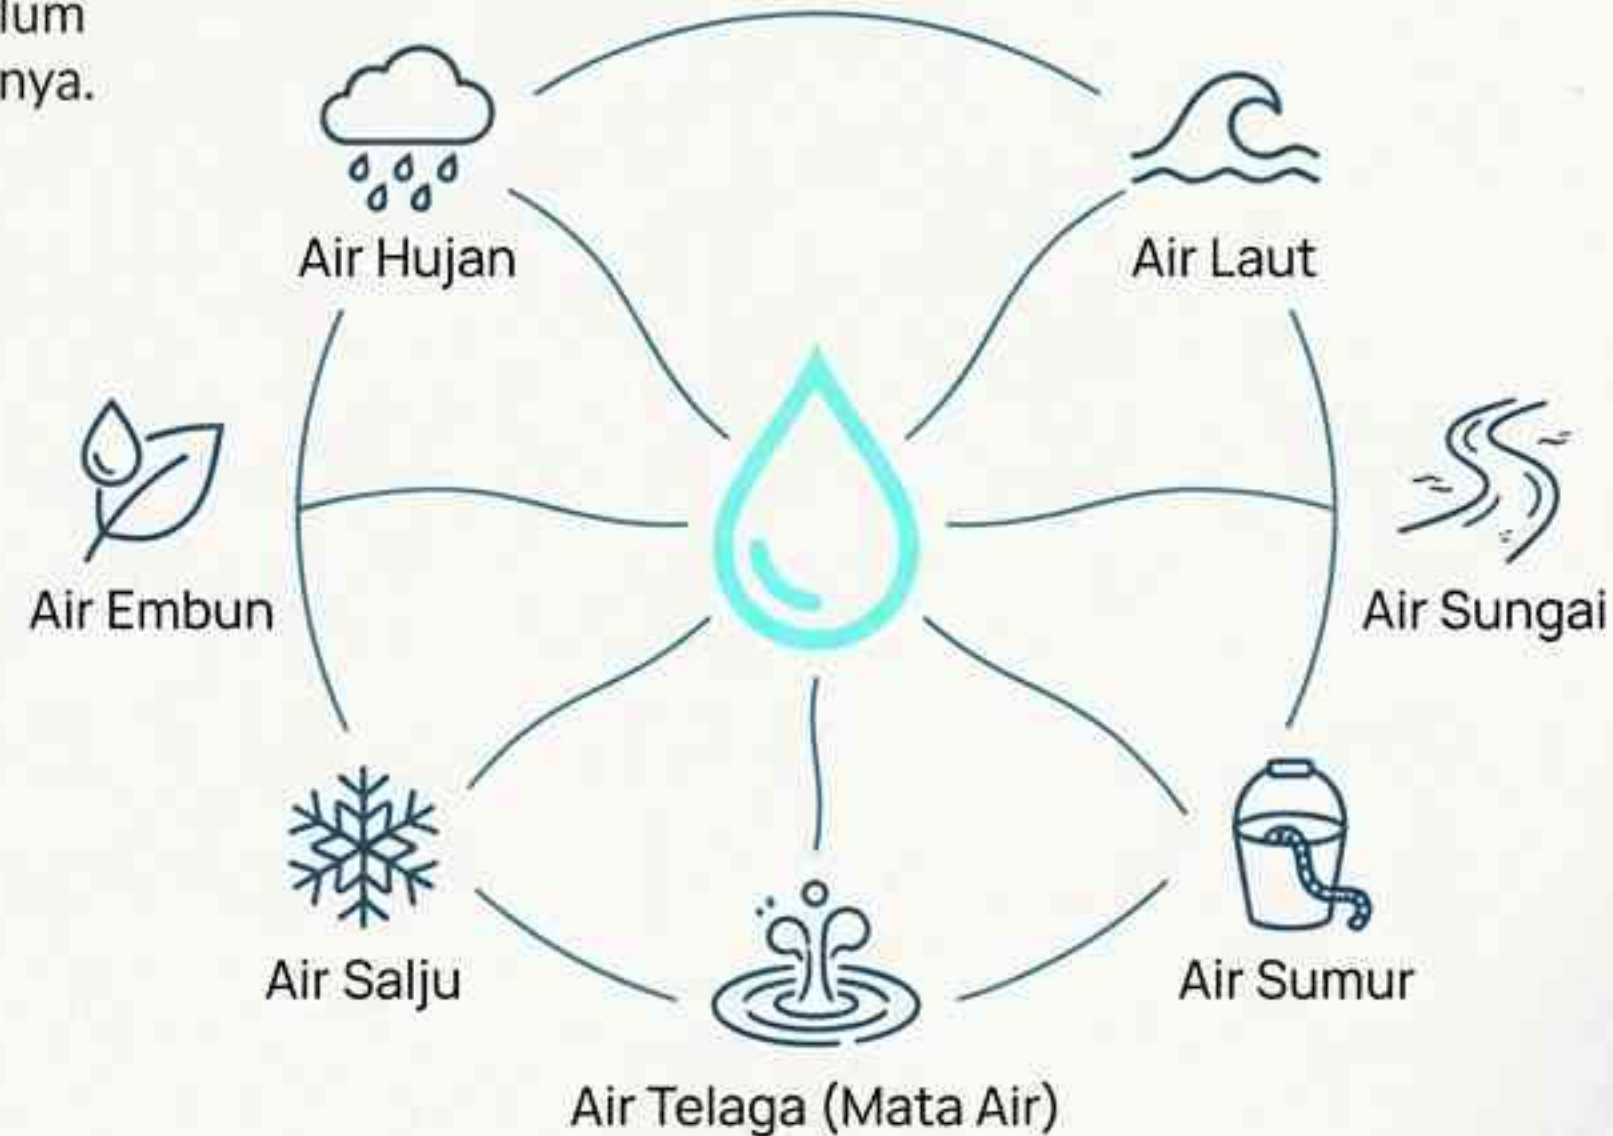 lum
nya.
Air Hujan
Air Laut
Air Embun
Air Sungai
Air Salju
Air Sumur
Air Telaga (Mata Air)